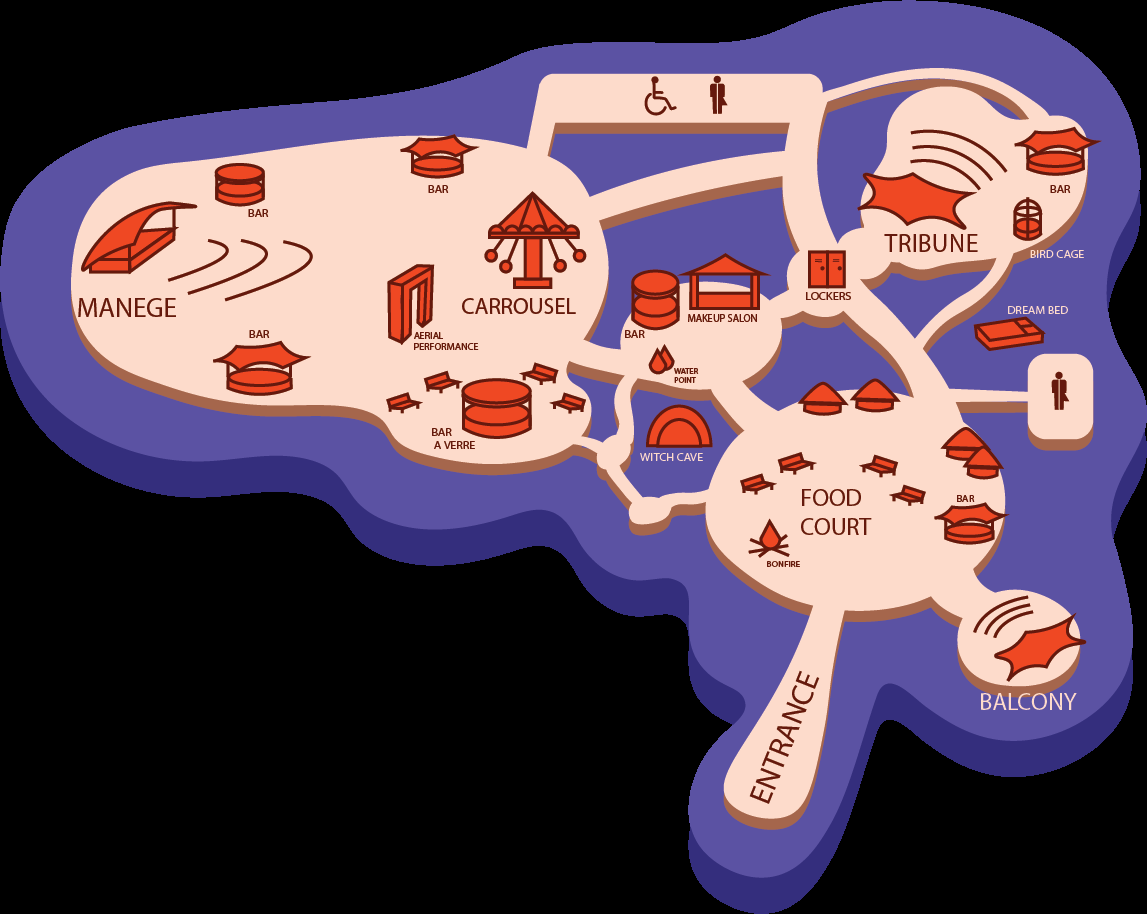 BAR
BAR
BAR
TRIBUNE
BIRD CAGE
MANEGE
CARROUSEL
LOCKERS
MAKEUP SALON
BAR
DREAM BED
BAR
AERIAL
PERFORMANCE
WATER
POINT
BAR
A VERRE
WITCH CAVE
FOOD
COURT
BAR
BONFIRE
ENTRANCE
BALCONY